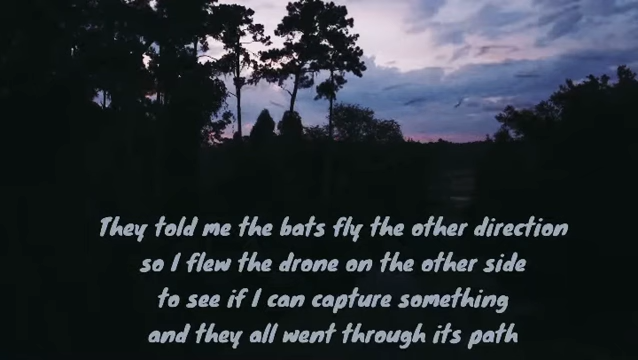 They told me the bats fly the other direction
so I flew the drone on the other side
to see if I can capture something
and they all went through its path